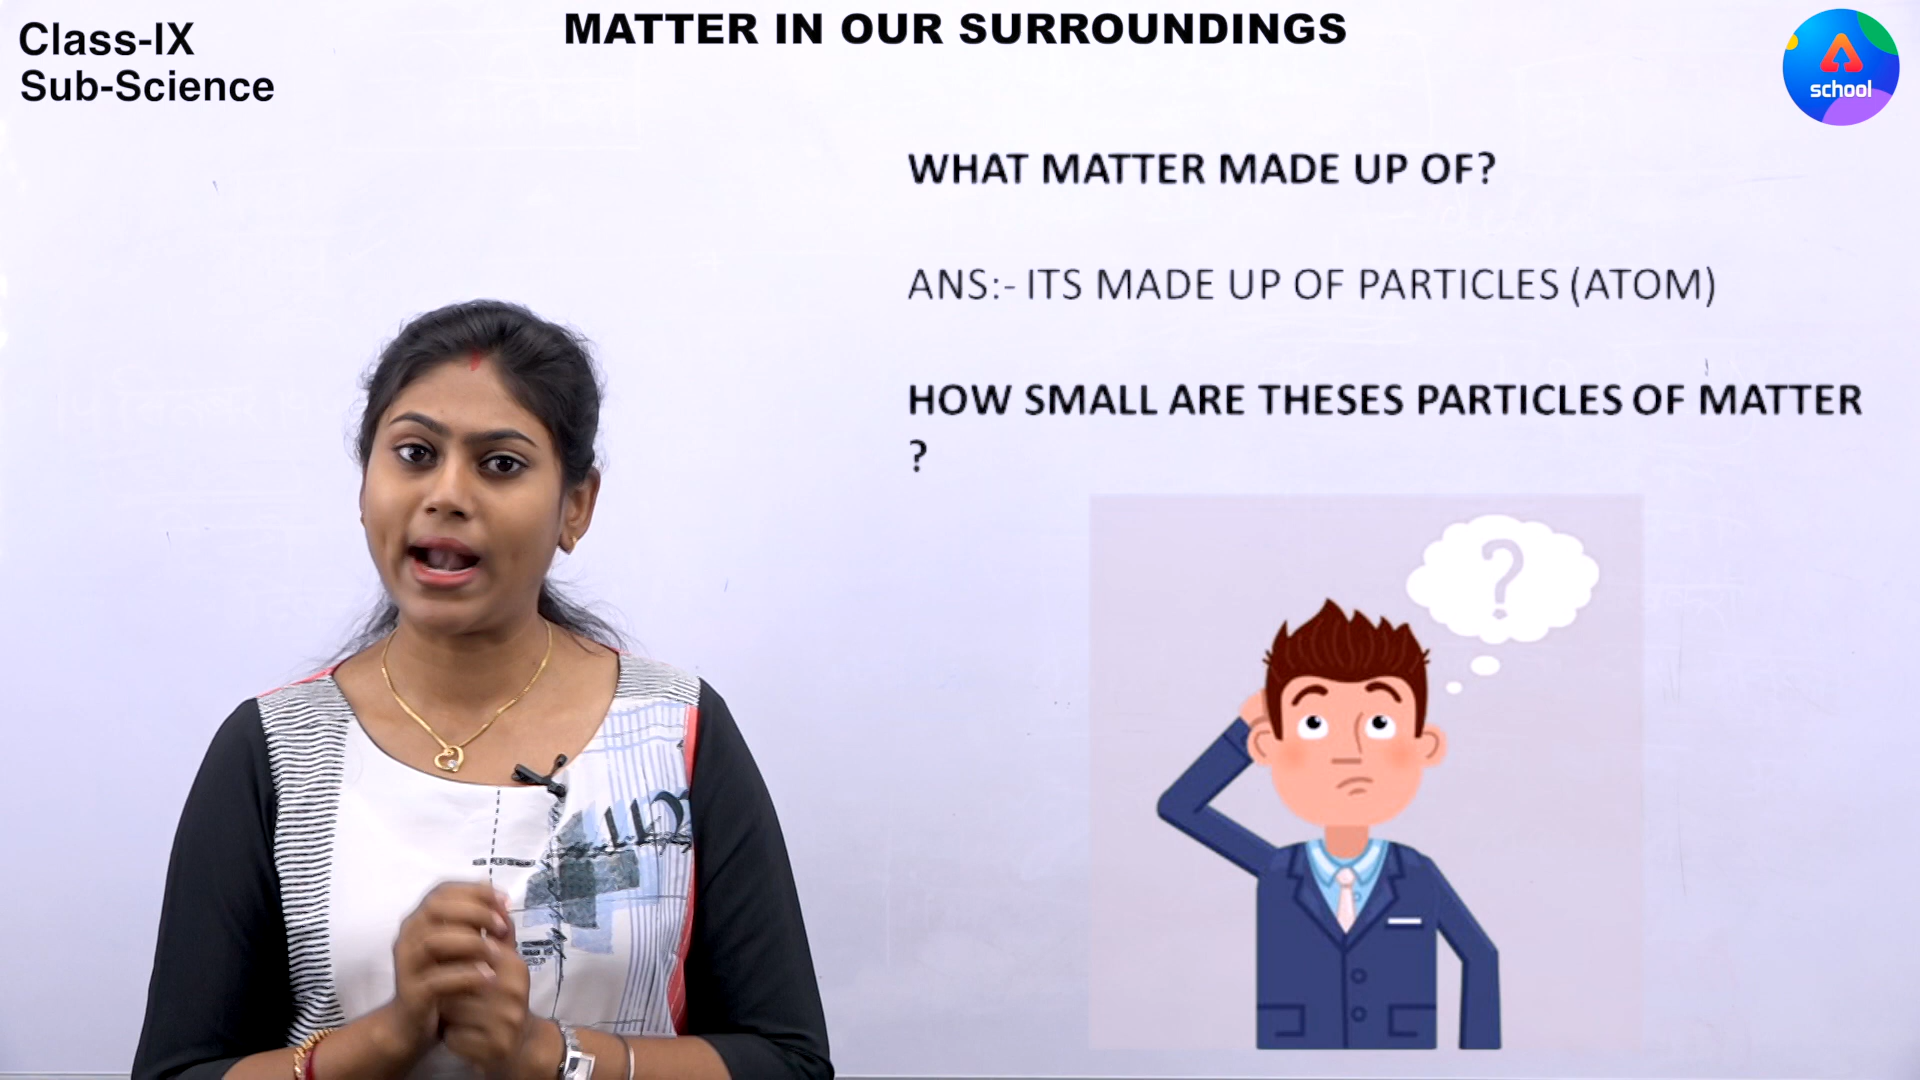 Class-IX
Sub-Science
MATTER IN OUR SURROUNDINGS
school
WHAT MATTER MADE UP OF?
ANS:- ITS MADE UP OF PARTICLES (ATOM)
HOW SMALL ARE THESES PARTICLES OF MATTER
?
?